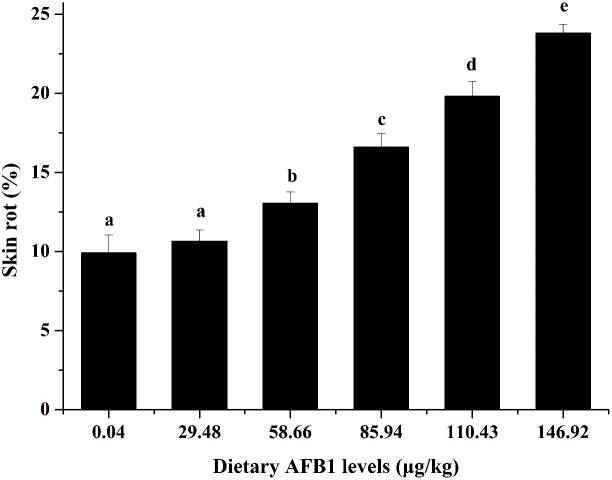 25
20
15
10
5
0
Skin rot (%)
a
a
b
c
d
e
0.04 29.48 58.66 85.94 110.43 146.92
Dietary AFB1 levels (μg/kg)